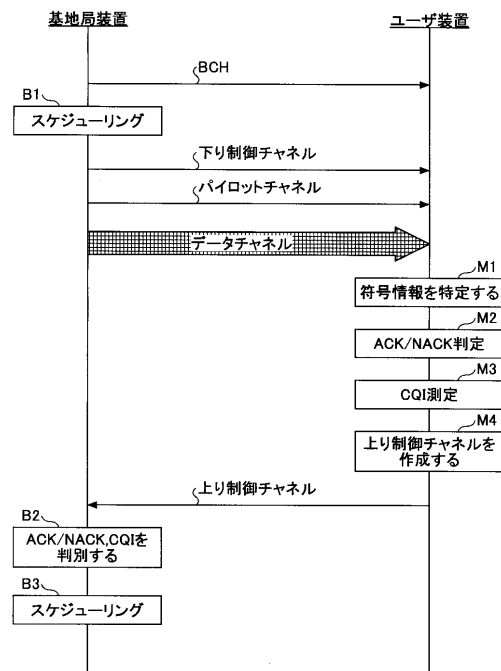 基地局装置
ユーザ装置
BCH
B1
スケジューリング
下り制御チャネル
パイロットチャネル
データチャネル
M1
符号情報を特定する
M2
ACK/NACK判定
M3
CQI測定
M4
上り制御チャネルを
作成する
上り制御チャネル
B2
ACK/NACK,CQIを
判別する
B3
スケジューリング